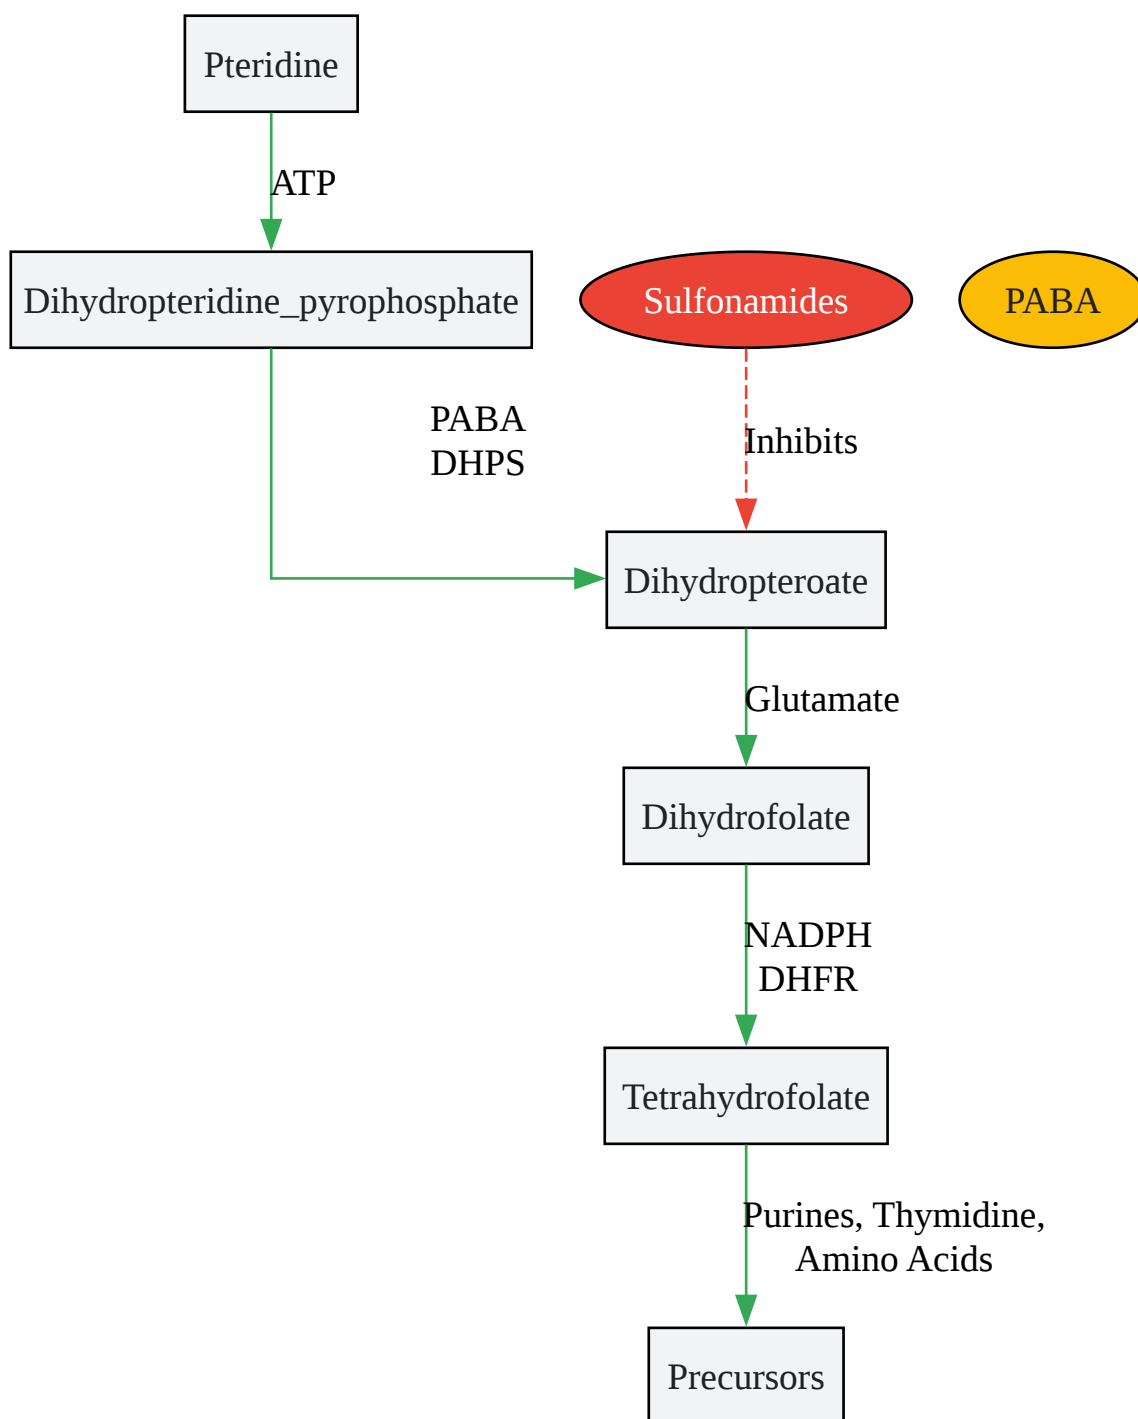 Pteridine
ATP
Dihydropteridine_pyrophosphate
Sulfonamides
PABA
PABA
DHPS
Inhibits
Dihydropteroate
Glutamate
Dihydrofolate
NADPH
DHFR
Tetrahydrofolate
Purines, Thymidine,
Amino Acids
Precursors